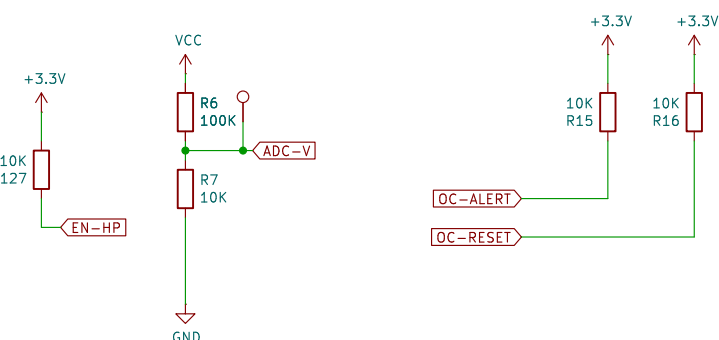 +3.3V
10K
127
EN-HP
VCC
R6
100K
ADC-V
R7
10K
GND
+3.3V
10K
R15
+3.3V
10K
R16
OC-ALERT
OC-RESET